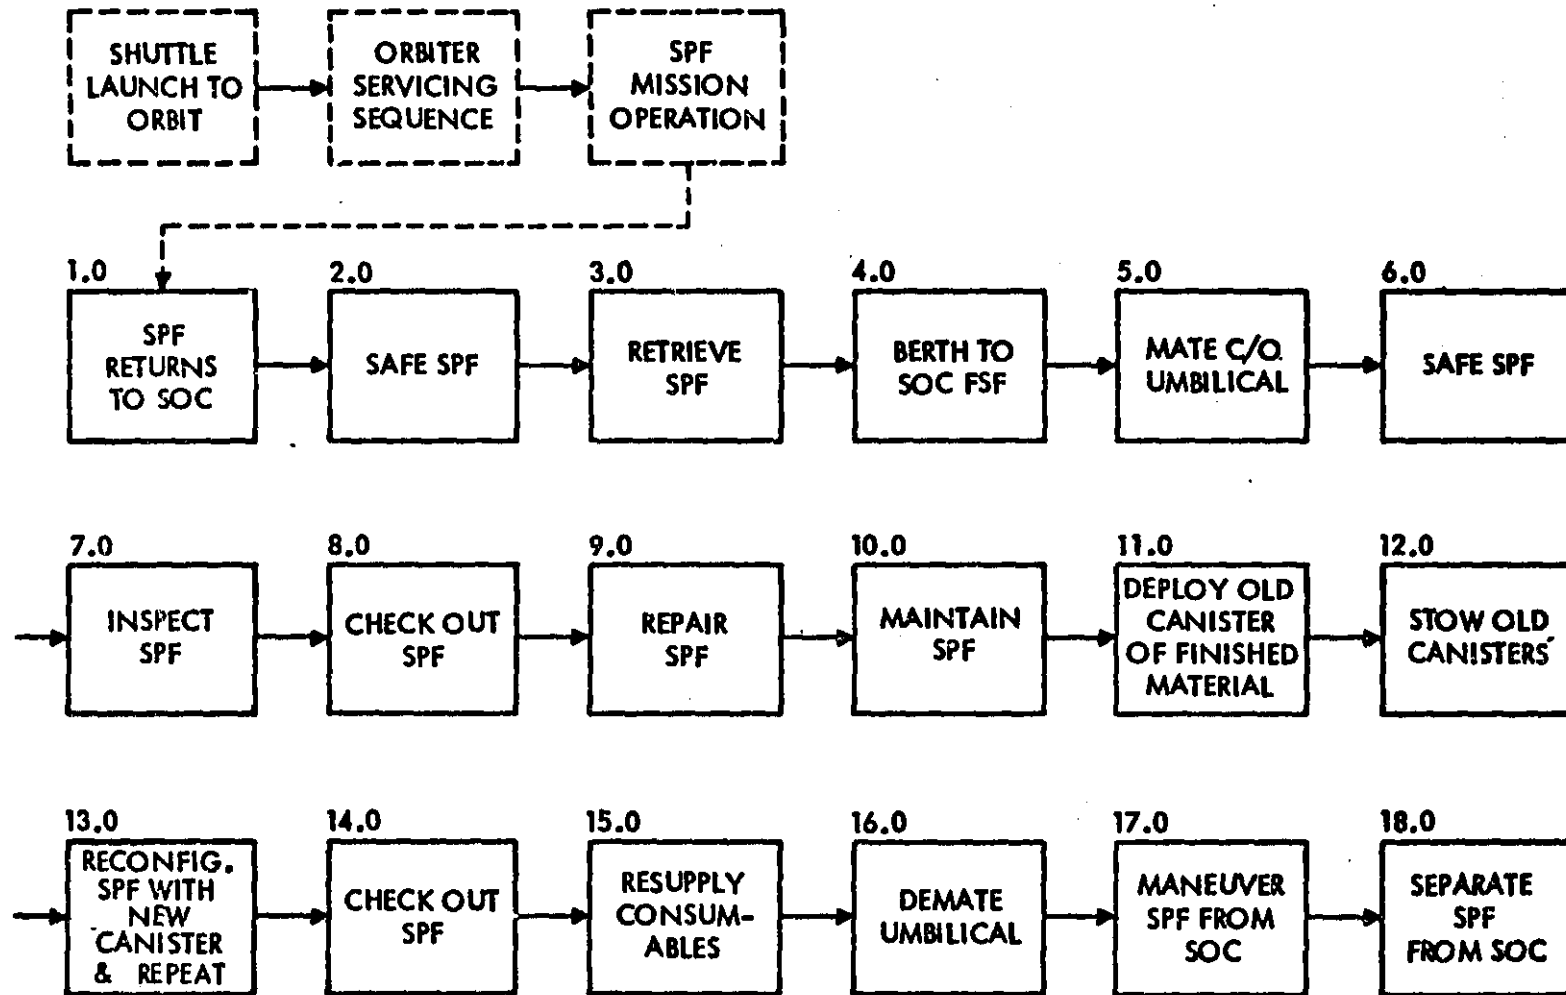 SHUTTLE
LAUNCH TO
ORBIT
ORBITER
SERVICING
SEQUENCE
SPF
MISSION
OPERATION
1.0
SPF
RETURNS
TO SOC
2.0
SAFE SPF
3.0
RETRIEVE
SPF
4.0
BERTH TO
SOC FSF
5.0
MATE C/O
UMBILICAL
6.0
SAFE SPF
7.0
INSPECT
SPF
8.0
CHECK OUT
SPF
9.0
REPAIR
SPF
10.0
MAINTAIN
SPF
11.0
DEPLOY OLD
CANISTER
OF FINISHED
MATERIAL
12.0
STOW OLD
CANISTERS
13.0
RECONFIG.
SPF WITH
NEW
CANISTER
& REPEAT
14.0
CHECK OUT
SPF
15.0
RESUPPLY
CONSUM-
ABLES
16.0
DEMATE
UMBILICAL
17.0
MANEUVER
SPF FROM
SOC
18.0
SEPARATE
SPF
FROM SOC